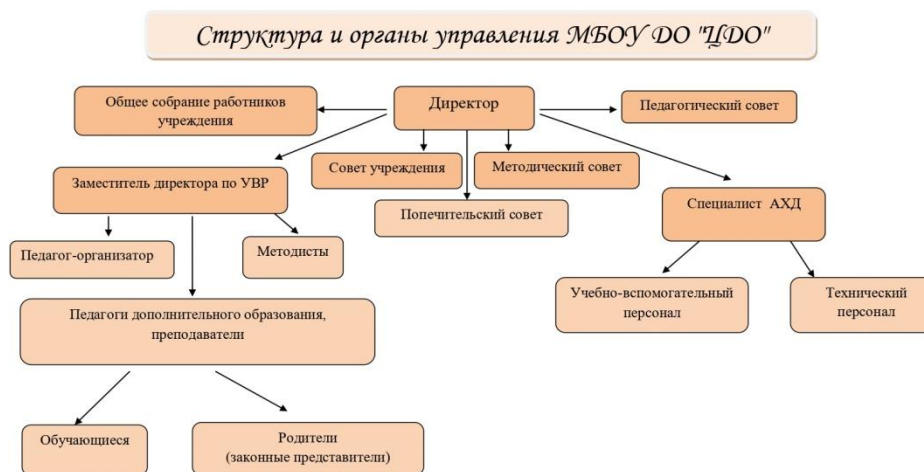 Структура и органы управления МБОУ ДО "ЦДО"
Общее собрание работников
учреждения
Директор
Педагогический совет
Совет учреждения
Методический совет
Заместитель директора по УВР
Попечительский совет
Специалист АХД
Педагог-организатор
Методисты
Учебно-вспомогательный
персонал
Технический
персонал
Педагоги дополнительного образования,
преподаватели
Обучающиеся
Родители
(законные представители)